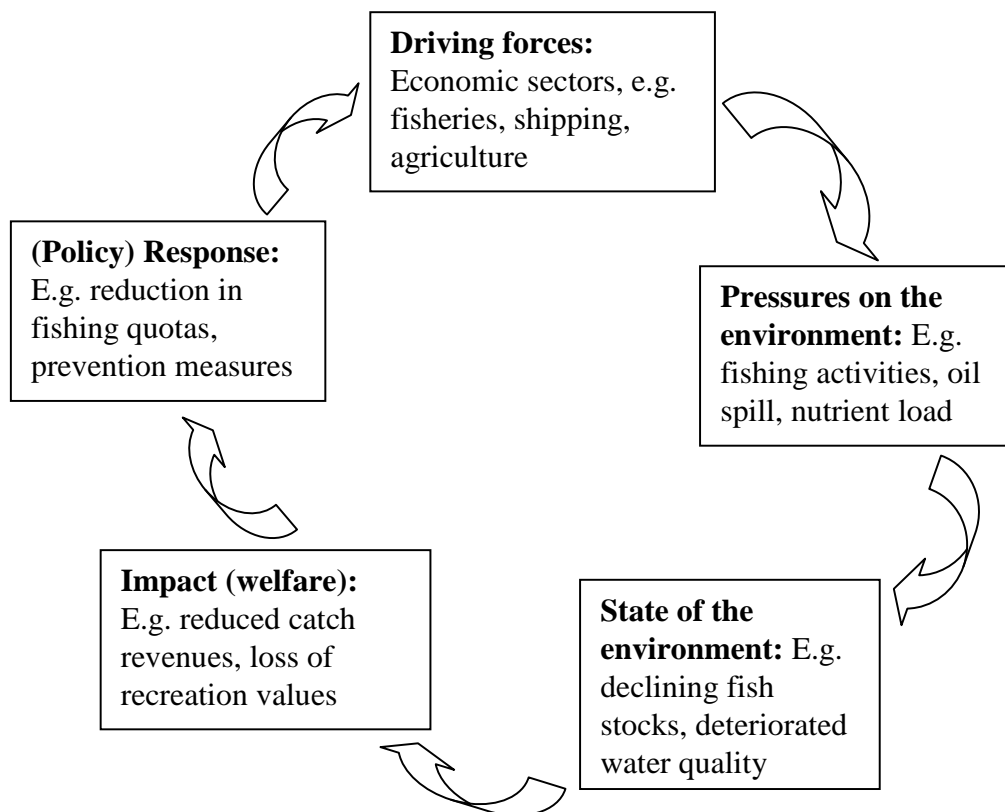 Driving forces:
Economic sectors, e.g.
fisheries, shipping,
agriculture
(Policy) Response:
E.g. reduction in
fishing quotas,
prevention measures
Pressures on the
environment: E.g.
fishing activities, oil
spill, nutrient load
Impact (welfare):
E.g. reduced catch
revenues, loss of
recreation values
State of the
environment: E.g.
declining fish
stocks, deteriorated
water quality